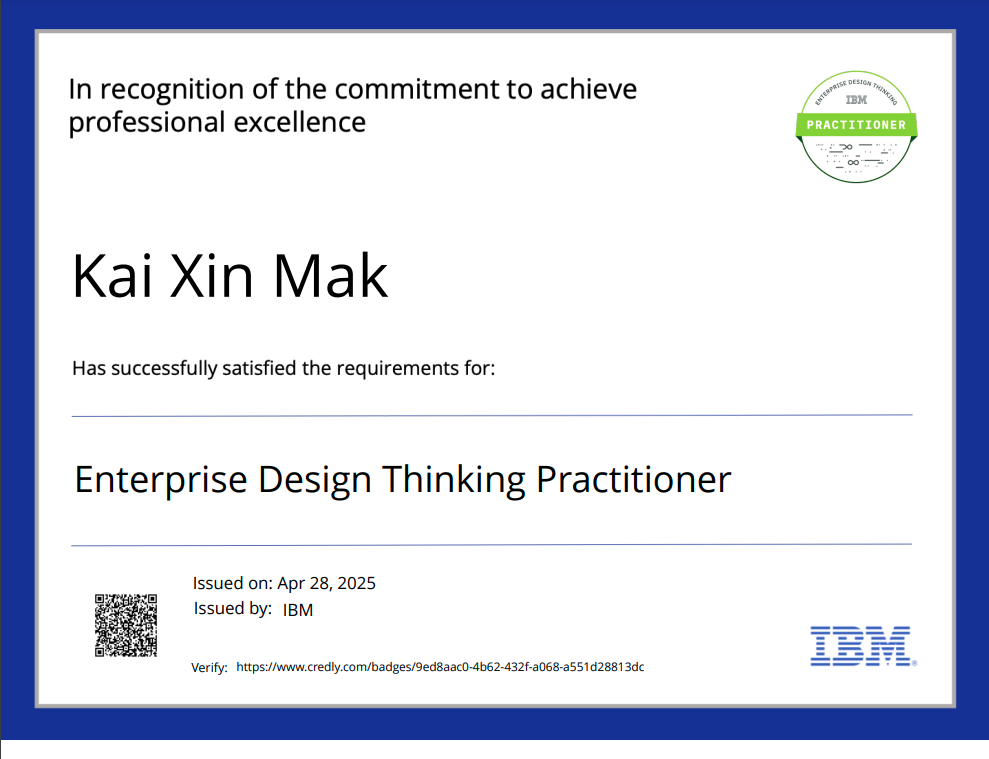 In recognition of the commitment to achieve
professional excellence
ENTERPRISE DESIGN THINKING
IBM
PRACTITIONER
Kai Xin Mak
Has successfully satisfied the requirements for:
Enterprise Design Thinking Practitioner
Issued on: Apr 28, 2025
Issued by: IBM
Verify: https://www.credly.com/badges/9ed8aac0-4b62-432f-a068-a551d28813dc
IBM®